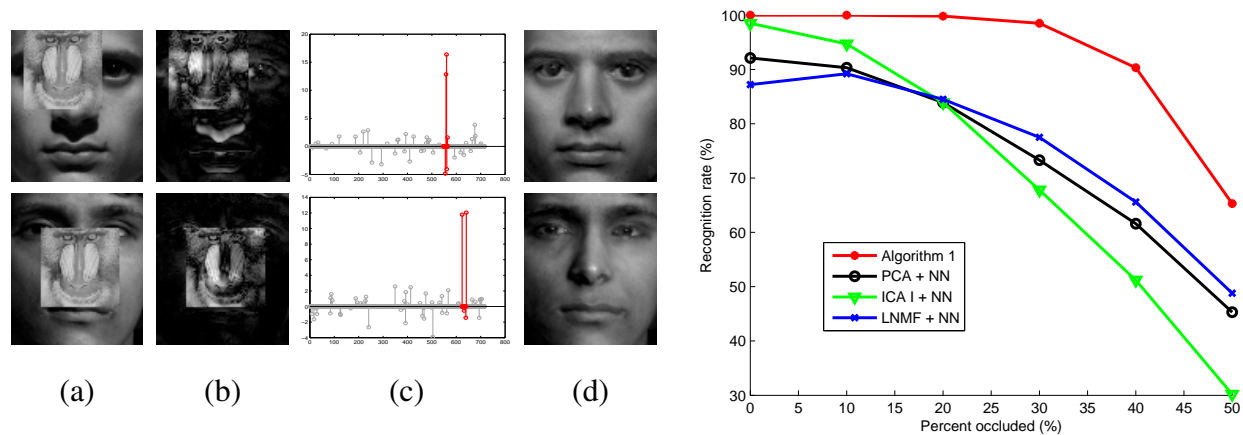 20
15
10
5
0
-5
0 100 200 300 400 500 600 700 800
14
12
10
8
6
4
2
0
-2
-4
0 100 200 300 400 500 600 700 800
(a) (b) (c) (d)
100
90
80
70
60
50
40
30
Recognition rate (%)
Algorithm 1
PCA + NN
ICA I + NN
LNMF + NN
0 5 10 15 20 25 30 35 40 45 50
Percent occluded (%)